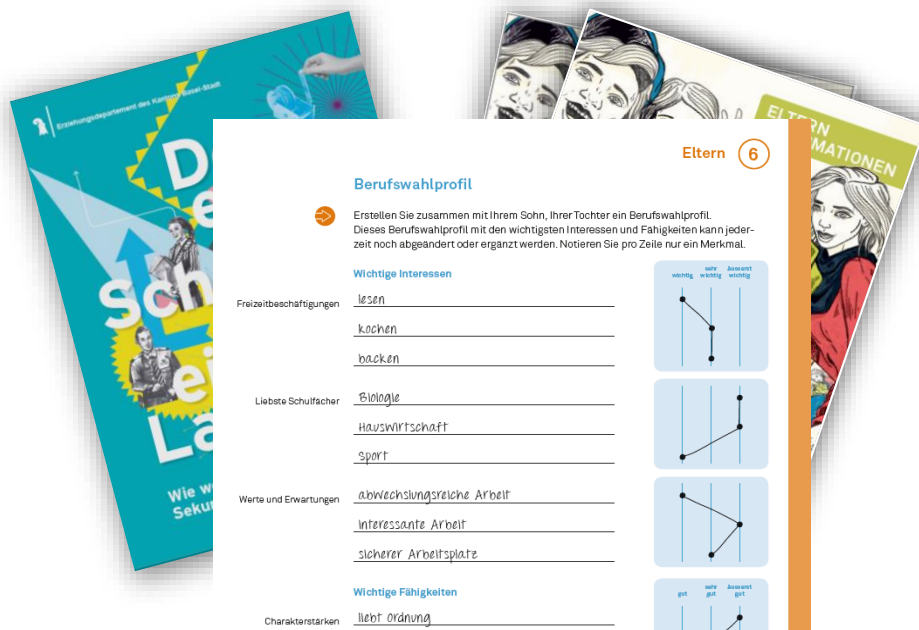 Erziehungsdepartement des Kantons Basel-Stadt
Wie
ELTERN
Eltern 6
Berufswahlprofil
Erstellen Sie zusammen mit Ihrem Sohn, Ihrer Tochter ein Berufswahlprofil.
Dieses Berufswahlprofil mit den wichtigsten Interessen und Fähigkeiten kann jeder-
zeit noch abgeändert oder ergänzt werden. Notieren Sie pro Zeile nur ein Merkmal.
Wichtige Interessen
wichtig sehr wichtig äusserst wichtig
Freizeitbeschäftigungen lesen
kochen
backen
Liebste Schulfächer Biologie
Hauswirtschaft
Sport
Werte und Erwartungen abwechslungsreiche Arbeit
interessante Arbeit
sicherer Arbeitsplatz
Wichtige Fähigkeiten
gut sehr gut äusserst gut
Charakterstärken liebt Ordnung